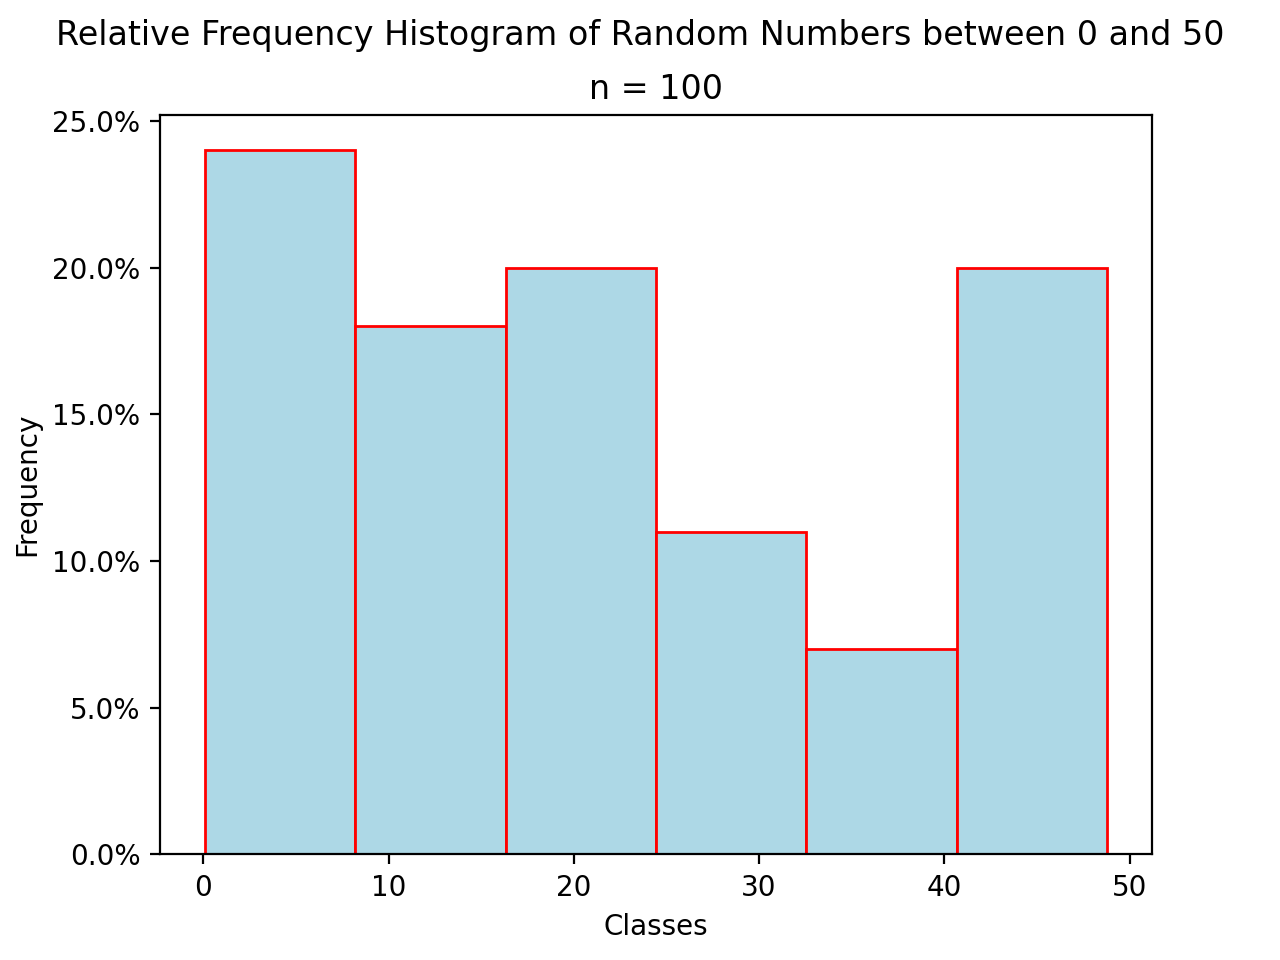 Relative Frequency Histogram of Random Numbers between 0 and 50
n = 100
25.0%
20.0%
15.0%
10.0%
5.0%
0.0%
Frequency
0 10 20 30 40 50
Classes